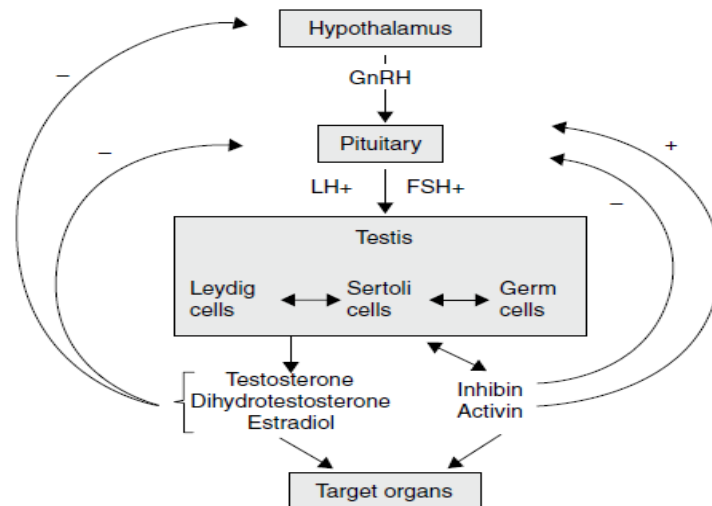 Hypothalamus
–
GnRH
–
+
Pituitary
LH+ FSH+
–
Testis
Leydig Sertoli Germ
cells cells cells
Testosterone
Dihydrotestosterone
Estradiol
Inhibin
Activin
Target organs